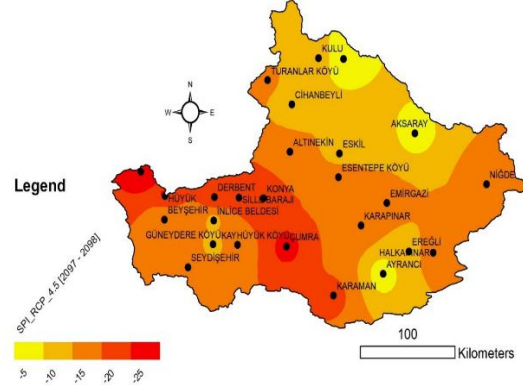 KULU
TURANLAR KÖYÜ
CİHANBEYLİ
AKSARAY
ALTINEKİN
ESKİL
ESENTEPE KÖYÜ
NİĞDE
DERBENT
KONYA
HÜYÜK
SİLLE BARAJI
EMİRGAZİ
BEYŞEHİR
İNLİCE BELDESİ
KARAPINAR
GÜNEYDERE KÖYÜ
KAYHÜYÜK KÖYÜ
ÇUMRA
EREĞLİ
HALKAPINAR
AYRANCI
SEYDİŞEHİR
KARAMAN
N
W
E
S
Legend
SPI_RCP_4.5 [2097 - 2098]
-5
-10
-15
-20
-25
100
Kilometers